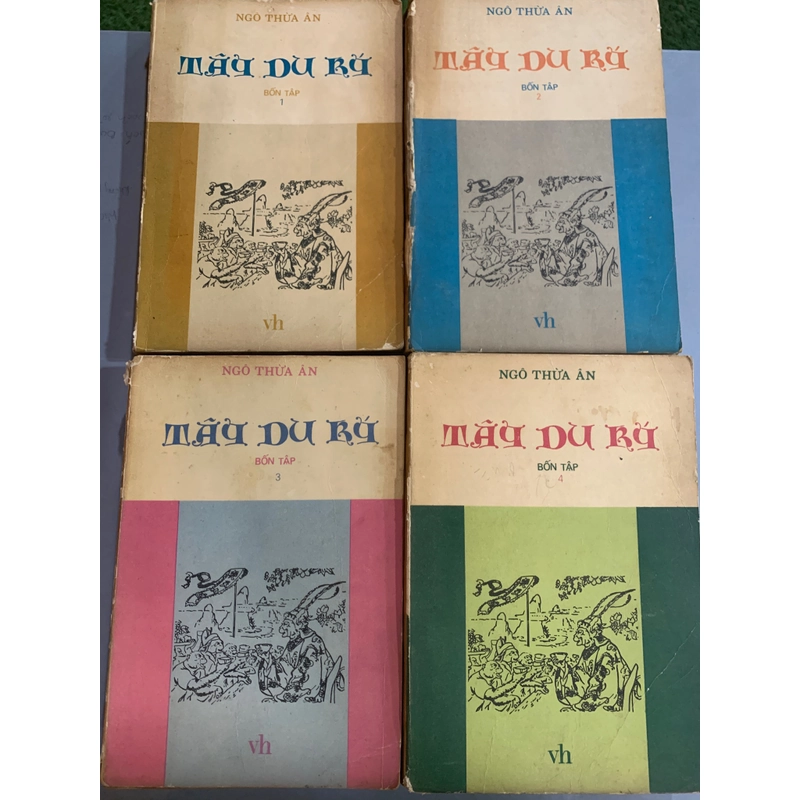 NGÔ THỪA ÂN
TÂY DU KÝ
BỐN TẬP
1
vh
NGÔ THỪA ÂN
TÂY DU KÝ
BỐN TẬP
2
vh
NGÔ THỪA ÂN
TÂY DU KÝ
BỐN TẬP
3
vh
NGÔ THỪA ÂN
TÂY DU KÝ
BỐN TẬP
4
vh